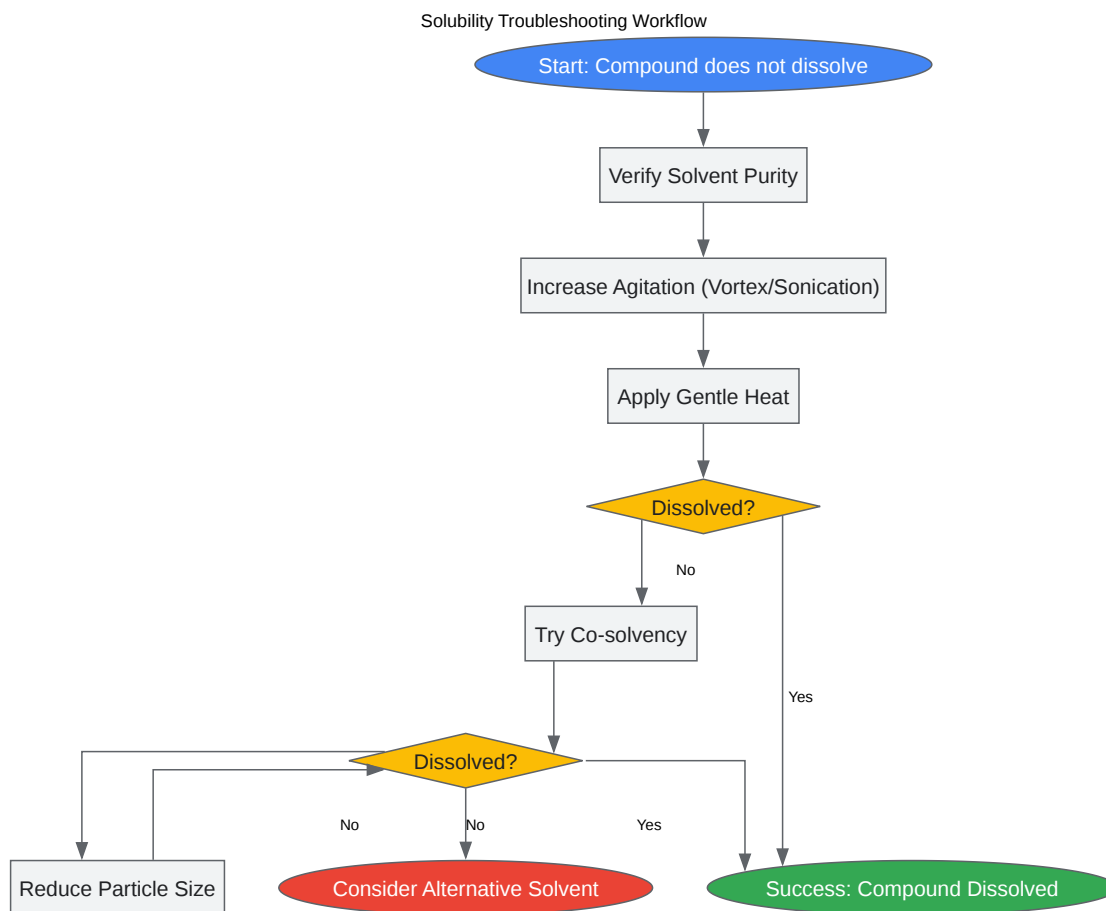 Solubility Troubleshooting Workflow
Start: Compound does not dissolve
Verify Solvent Purity
Increase Agitation (Vortex/Sonication)
Apply Gentle Heat
Dissolved?
No
Try Co-solvency
Yes
Dissolved?
No
No
Yes
Reduce Particle Size
Consider Alternative Solvent
Success: Compound Dissolved